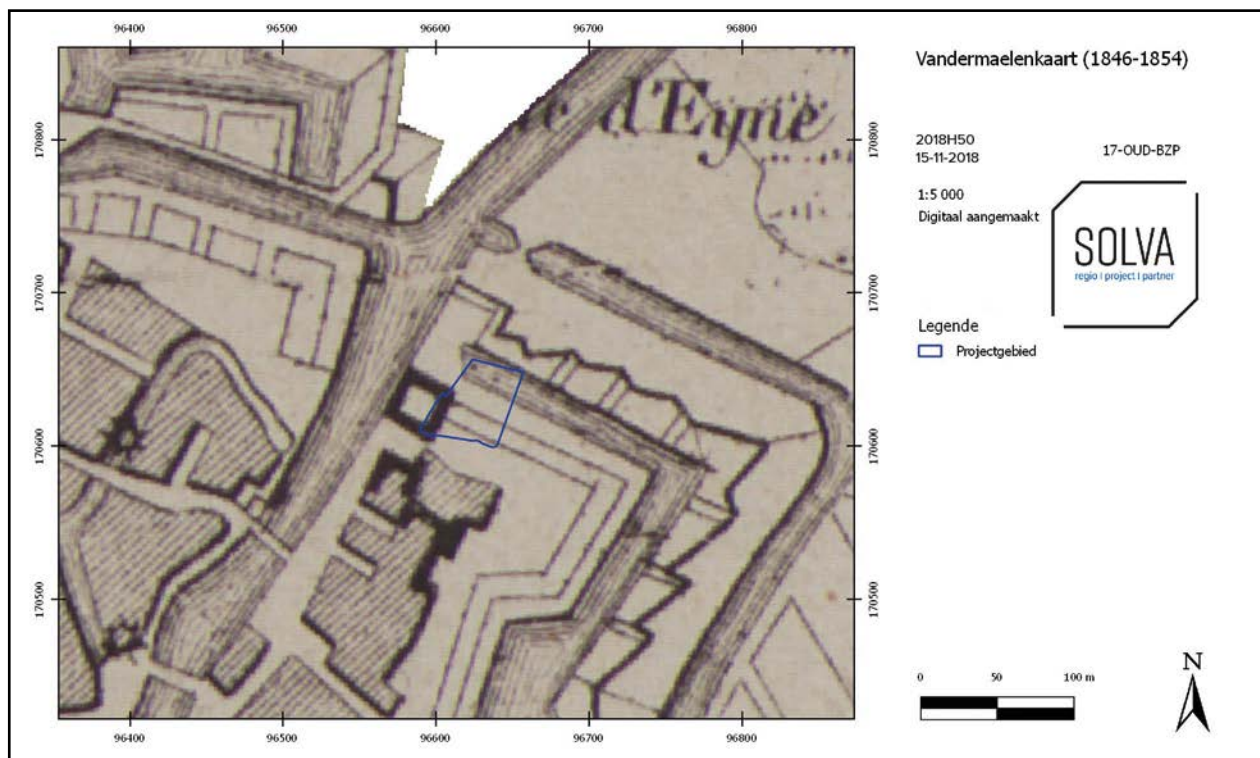 96400 96500 96600 96700 96800
170800 170800
170700 170700
170600 170600
170500 170500
96400 96500 96600 96700 96800
d'Eyne
Vandermaelenkaart (1846-1854)
2018H50
15-11-2018
17-OUD-BZP
1:5 000
Digitaal aangemaakt
SOLVA
regio | project | partner
Legende
Projectgebied
0 50 100 m
N